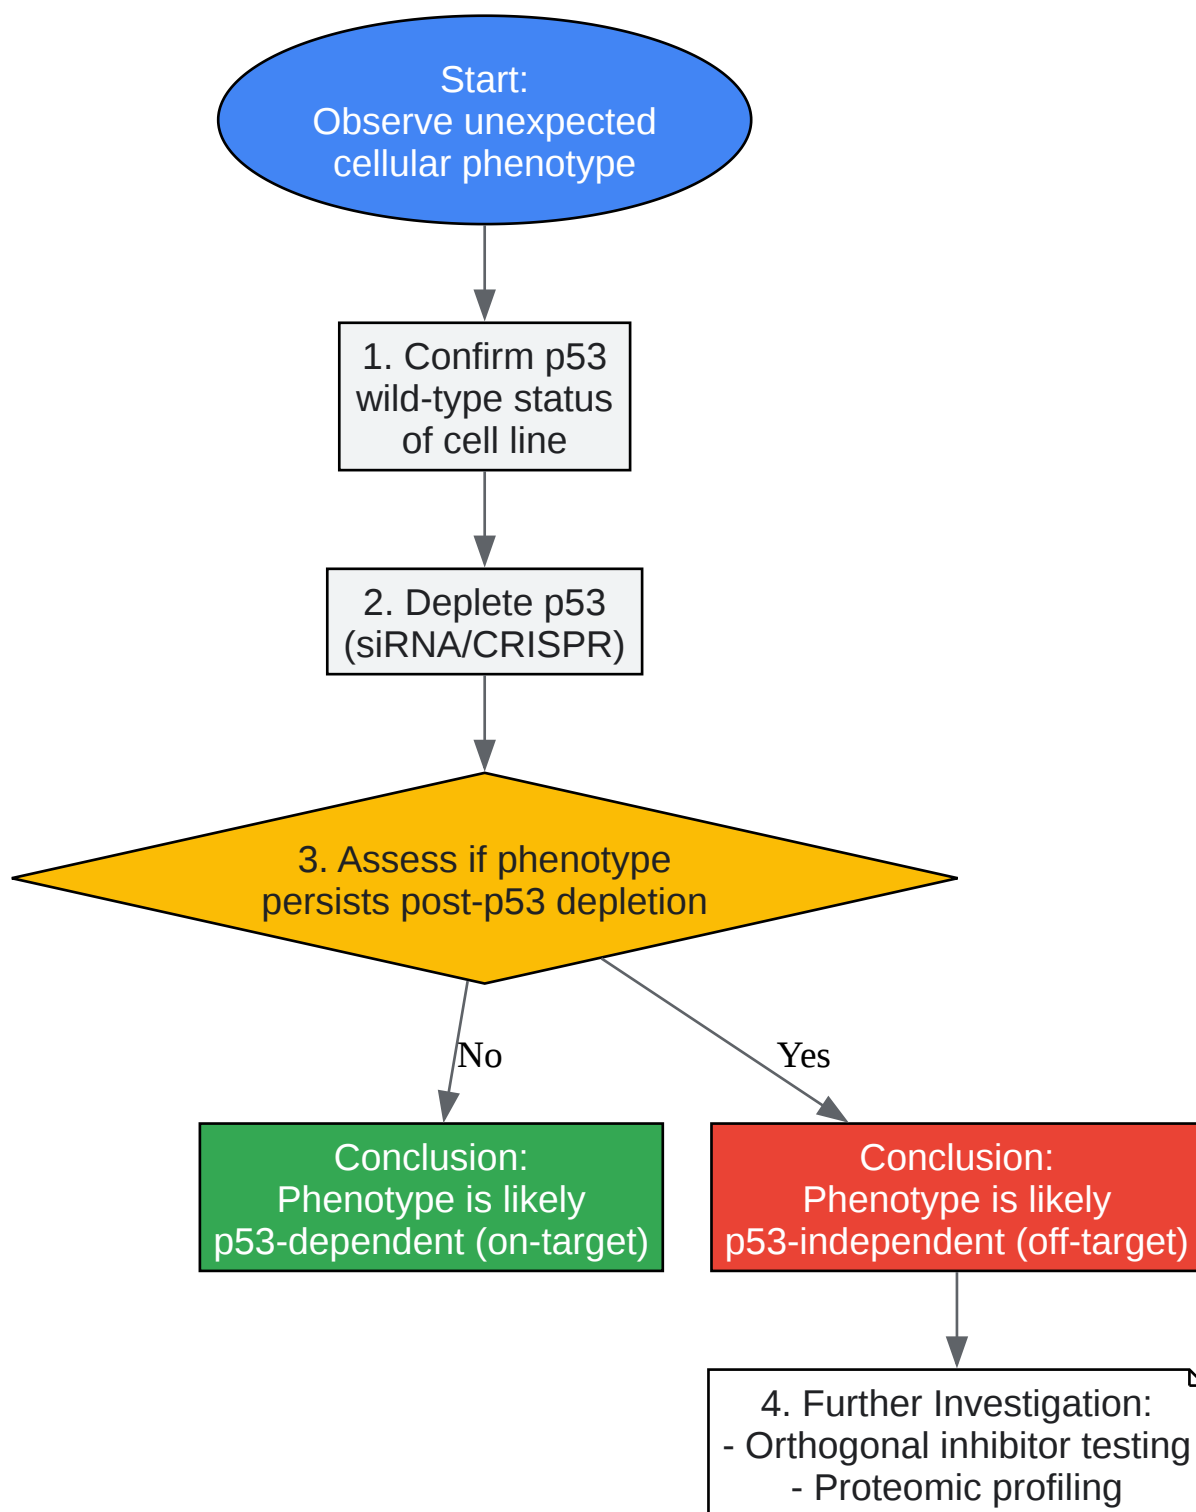 Start:
Observe unexpected
cellular phenotype
1. Confirm p53
wild-type status
of cell line
2. Deplete p53
(siRNA/CRISPR)
3. Assess if phenotype
persists post-p53 depletion
No
Yes
Conclusion:
Phenotype is likely
p53-dependent (on-target)
Conclusion:
Phenotype is likely
p53-independent (off-target)
4. Further Investigation:
- Orthogonal inhibitor testing
- Proteomic profiling